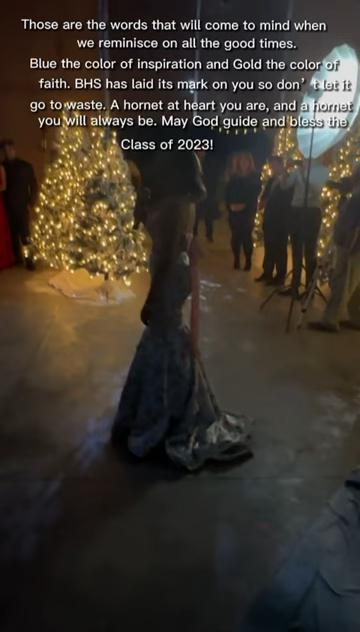 Those are the words that will come to mind when
we reminisce on all the good times.
Blue the color of inspiration and Gold the color of
faith. BHS has laid its mark on you so don't let it
go to waste. A hornet at heart you are, and a hornet
you will always be. May God guide and bless the
Class of 2023!